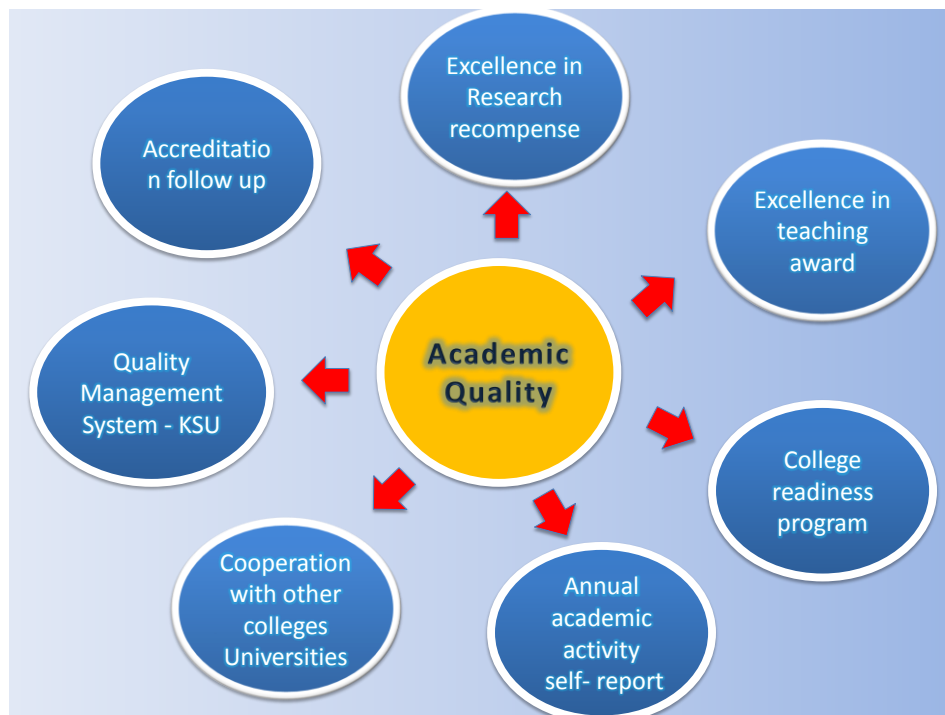 Excellence in
Research
recompense
Accreditatio
n follow up
Excellence in
teaching
award
Academic
Quality
Quality
Management
System - KSU
College
readiness
program
Cooperation
with other
colleges
Universities
Annual
academic
activity
self- report